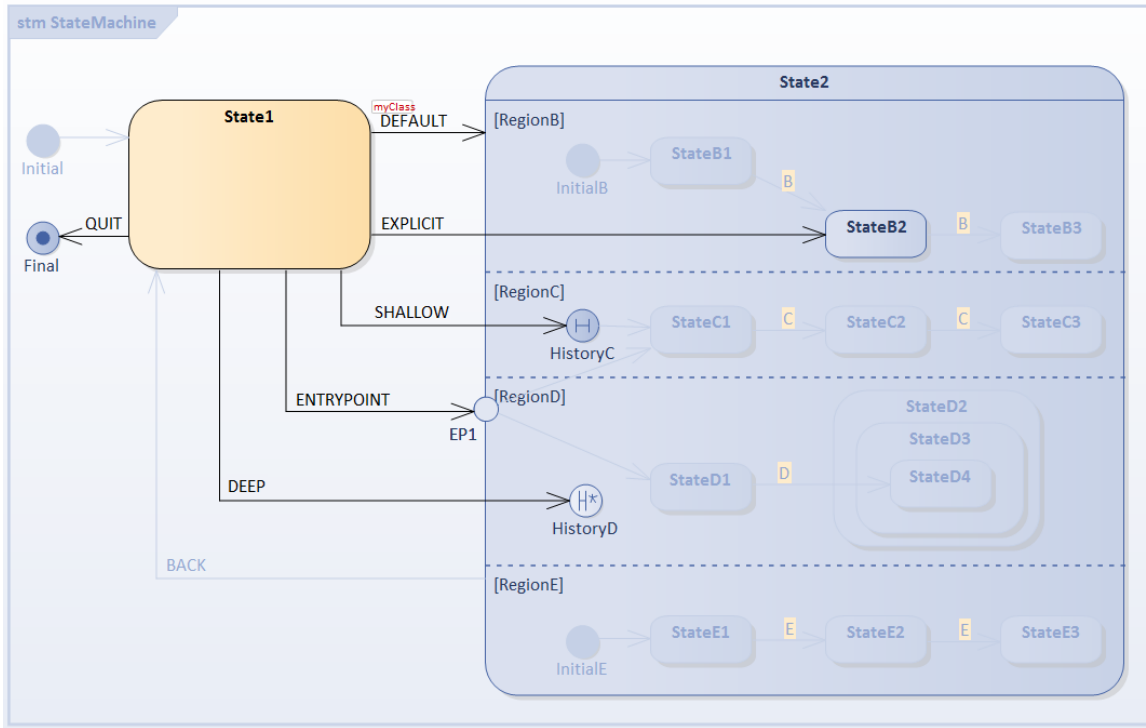 stm StateMachine
State2
State1
myClass
DEFAULT
[RegionB]
Initial
InitialB
StateB1
B
QUIT
EXPLICIT
StateB2
B
StateB3
Final
[RegionC]
SHALLOW
HistoryC
StateC1
C
StateC2
C
StateC3
ENTRYPOINT
EP1
[RegionD]
StateD2
StateD3
StateD1
D
StateD4
DEEP
H*
HistoryD
BACK
[RegionE]
InitialE
StateE1
E
StateE2
E
StateE3
H